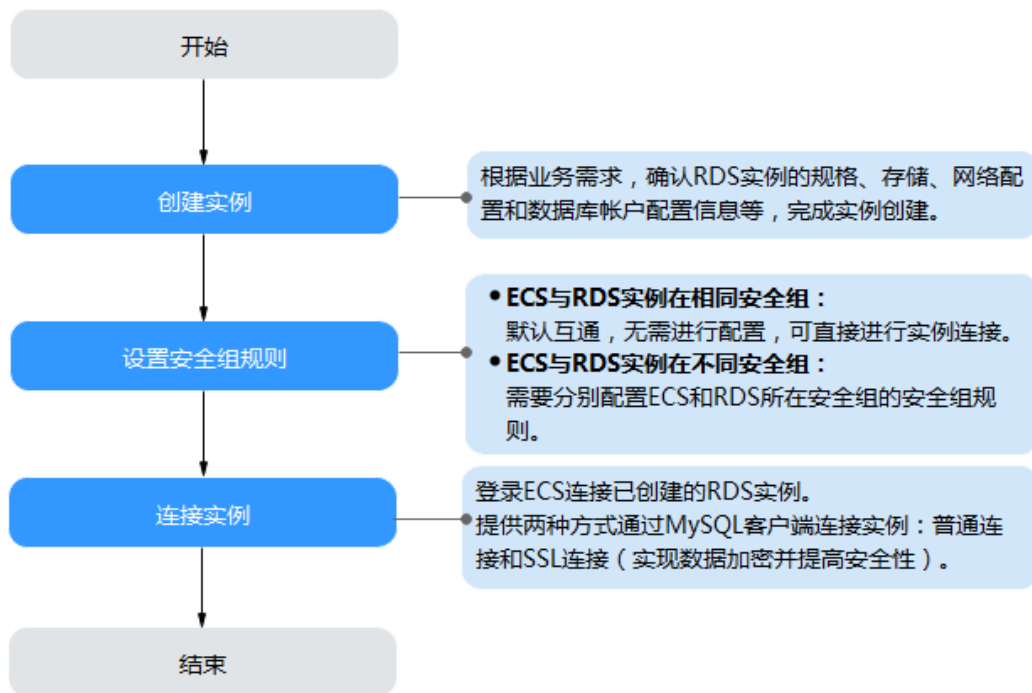 开始
创建实例
根据业务需求，确认RDS实例的规格、存储、网络配
置和数据库帐户配置信息等，完成实例创建。
设置安全组规则
• ECS与RDS实例在相同安全组：
默认互通，无需进行配置，可直接进行实例连接。
• ECS与RDS实例在不同安全组：
需要分别配置ECS和RDS所在安全组的安全组规
则。
连接实例
登录ECS连接已创建的RDS实例。
提供两种方式通过MySQL客户端连接实例：普通连
接和SSL连接（实现数据加密并提高安全性）。
结束